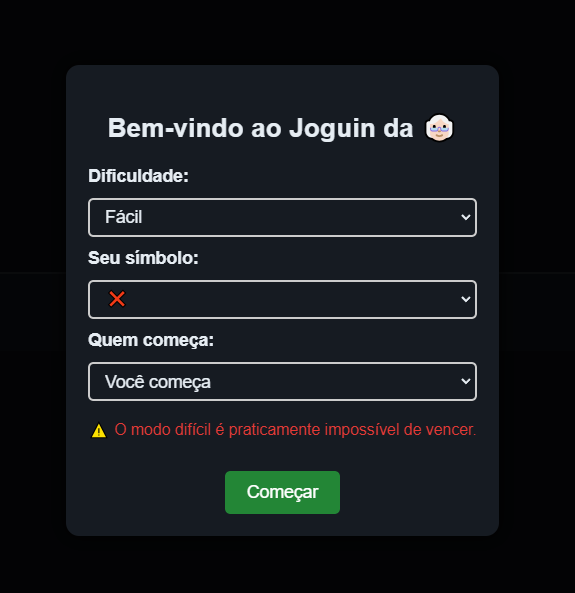 Bem-vindo ao Joguin da 👵🏻
Dificuldade:
Fácil
Seu símbolo:
❌
Quem começa:
Você começa
⚠️ O modo difícil é praticamente impossível de vencer.
Começar